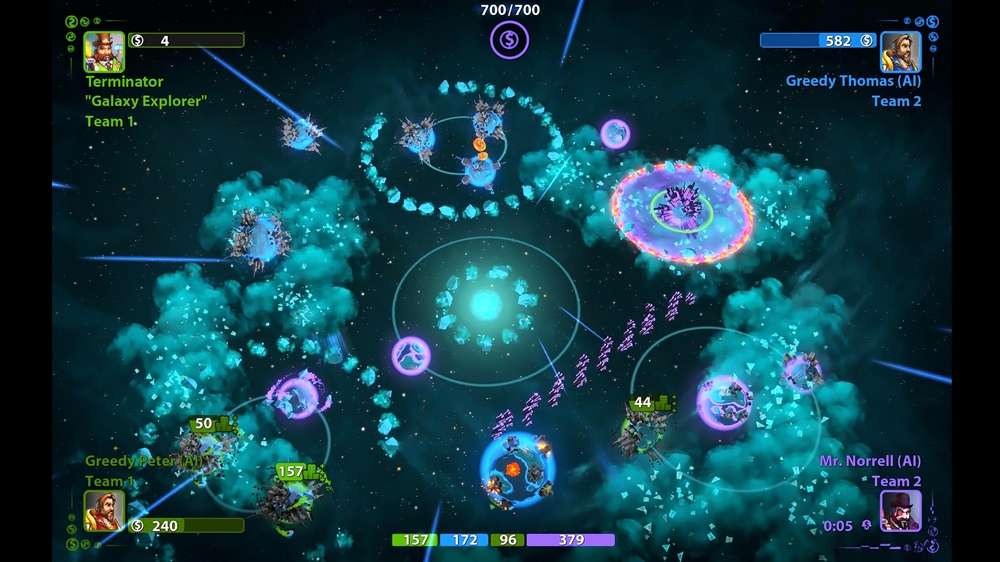 700/700
4
Terminator
"Galaxy Explorer"
Team 1
582
Greedy Thomas (AI)
Team 2
50
44
157
Greedy Peter (AI)
Team 1
240
Mr. Norrell (AI)
Team 2
0:05
157 172 96 379